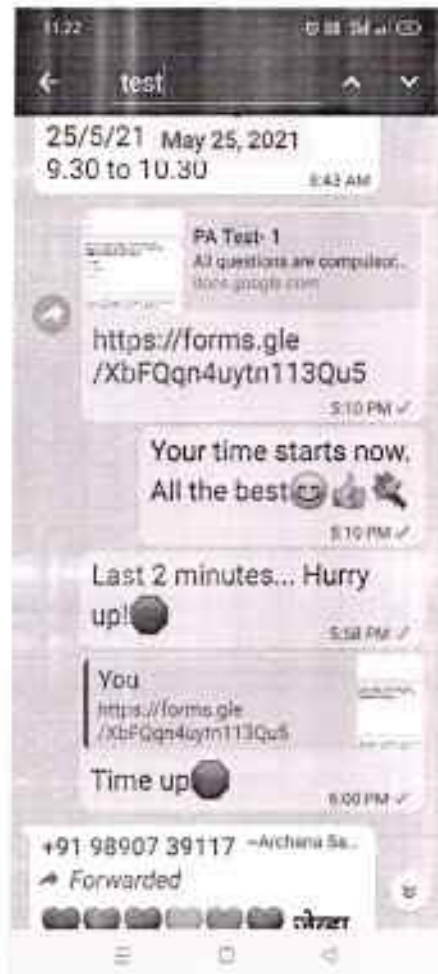 11:22
test
25/5/21 May 25, 2021
9.30 to 10.30
8:43 AM
PA Test- 1
All questions are compulsor...
docs.google.com
https://forms.gle
/XbFQqn4uytn113Qu5
5:10 PM
Your time starts now.
All the best😊👍
5:10 PM
Last 2 minutes... Hurry
up!
5:58 PM
You
https://forms.gle
/XbFQqn4uytn113Qu5
Time up
6:00 PM
+91 98907 39117 ~Archana Sa...
Forwarded
जेव्हा